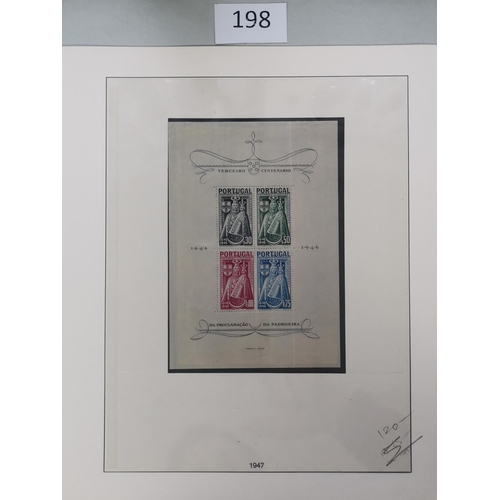 198
TERCEIRO CENTENARIO
PORTUGAL PORTUGAL
1646 1946
PORTUGAL PORTUGAL
DA PROCLAMAÇÃO DA PADROEIRA
120-
1947